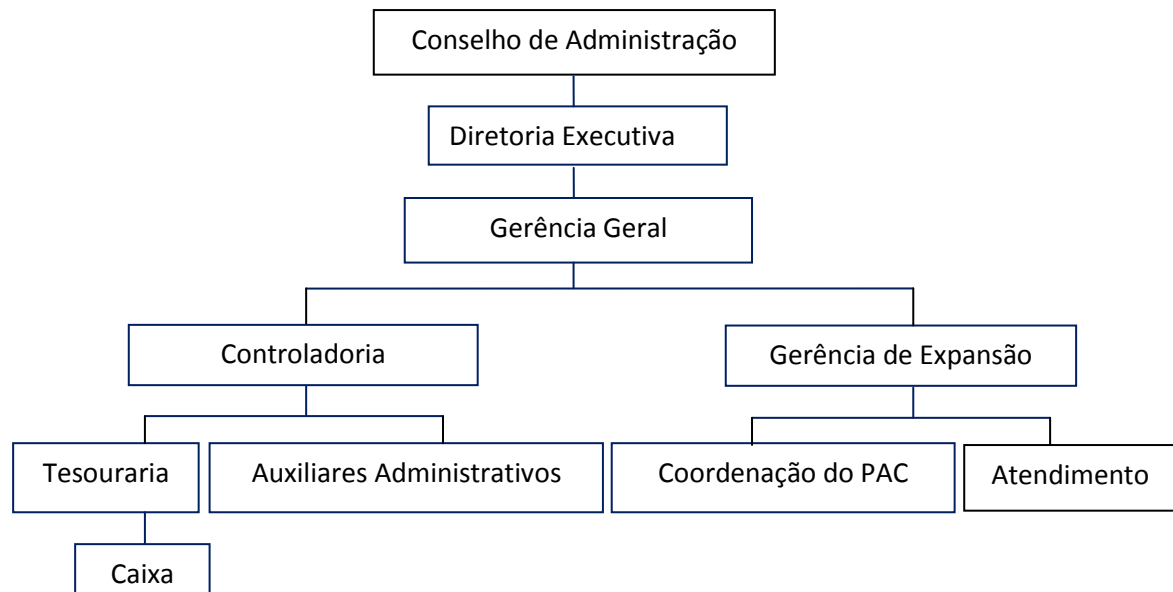 Conselho de Administração
Diretoria Executiva
Gerência Geral
Controladoria
Gerência de Expansão
Tesouraria
Auxiliares Administrativos
Coordenação do PAC
Atendimento
Caixa